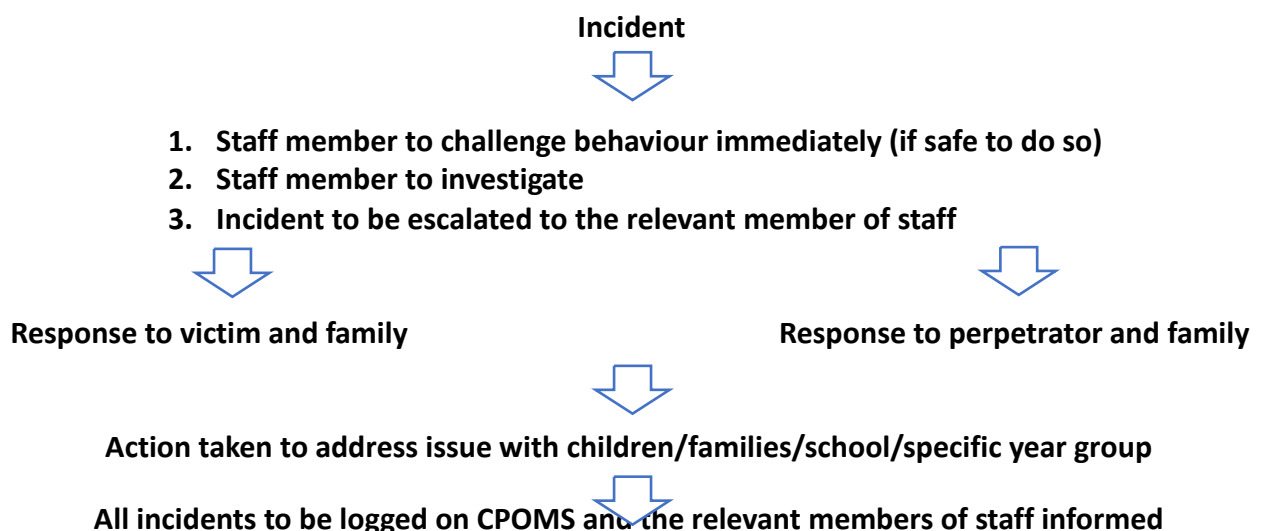 Incident
1. Staff member to challenge behaviour immediately (if safe to do so)
2. Staff member to investigate
3. Incident to be escalated to the relevant member of staff
Response to victim and family
Response to perpetrator and family
Action taken to address issue with children/families/school/specific year group
All incidents to be logged on CPOMS and the relevant members of staff informed